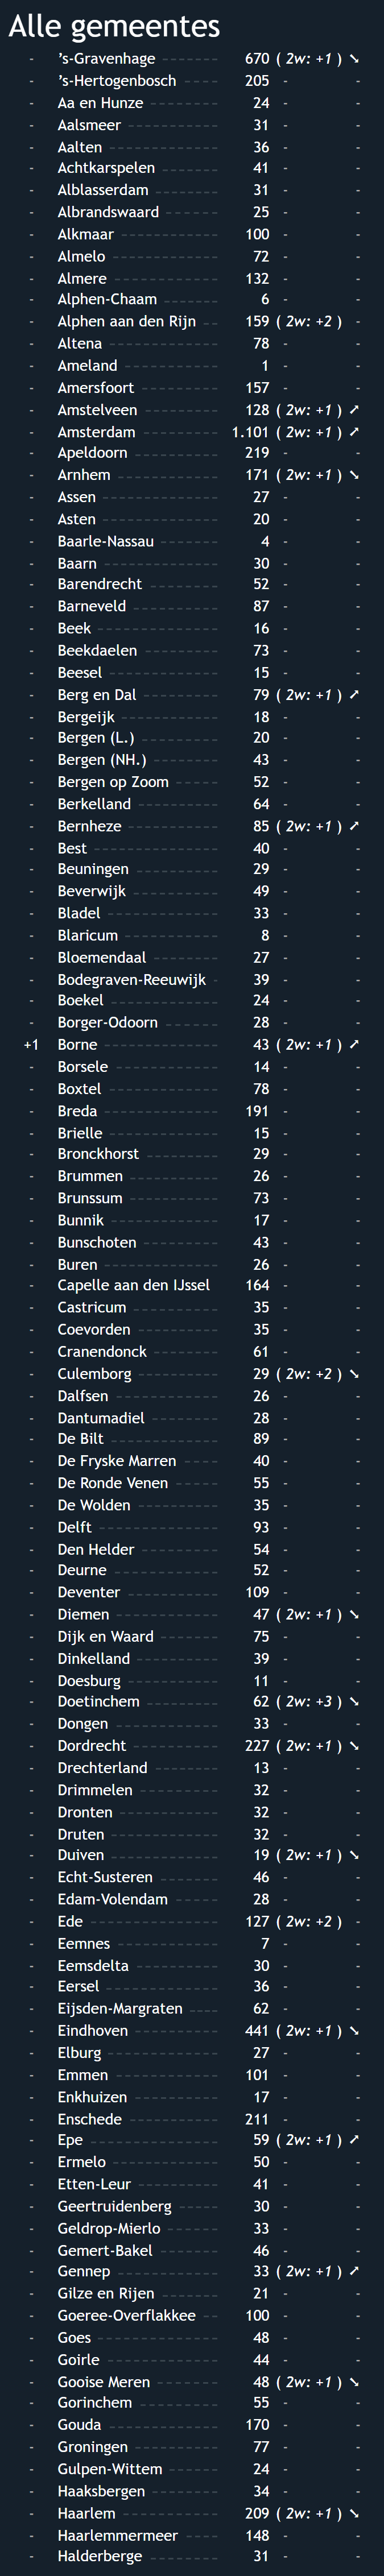 Alle gemeentes
- ’s-Gravenhage 670 ( 2w: +1 ) ↘
- ’s-Hertogenbosch 205 - -
- Aa en Hunze 24 - -
- Aalsmeer 31 - -
- Aalten 36 - -
- Achtkarspelen 41 - -
- Alblasserdam 31 - -
- Albrandswaard 25 - -
- Alkmaar 100 - -
- Almelo 72 - -
- Almere 132 - -
- Alphen-Chaam 6 - -
- Alphen aan den Rijn 159 ( 2w: +2 ) -
- Altena 78 - -
- Ameland 1 - -
- Amersfoort 157 - -
- Amstelveen 128 ( 2w: +1 ) ↗
- Amsterdam 1.101 ( 2w: +1 ) ↗
- Apeldoorn 219 - -
- Arnhem 171 ( 2w: +1 ) ↘
- Assen 27 - -
- Asten 20 - -
- Baarle-Nassau 4 - -
- Baarn 30 - -
- Barendrecht 52 - -
- Barneveld 87 - -
- Beek 16 - -
- Beekdaelen 73 - -
- Beesel 15 - -
- Berg en Dal 79 ( 2w: +1 ) ↗
- Bergeijk 18 - -
- Bergen (L.) 20 - -
- Bergen (NH.) 43 - -
- Bergen op Zoom 52 - -
- Berkelland 64 - -
- Bernheze 85 ( 2w: +1 ) ↗
- Best 40 - -
- Beuningen 29 - -
- Beverwijk 49 - -
- Bladel 33 - -
- Blaricum 8 - -
- Bloemendaal 27 - -
- Bodegraven-Reeuwijk 39 - -
- Boekel 24 - -
- Borger-Odoorn 28 - -
+1 Borne 43 ( 2w: +1 ) ↗
- Borsele 14 - -
- Boxtel 78 - -
- Breda 191 - -
- Brielle 15 - -
- Bronckhorst 29 - -
- Brummen 26 - -
- Brunssum 73 - -
- Bunnik 17 - -
- Bunschoten 43 - -
- Buren 26 - -
- Capelle aan den IJssel 164 - -
- Castricum 35 - -
- Coevorden 35 - -
- Cranendonck 61 - -
- Culemborg 29 ( 2w: +2 ) ↘
- Dalfsen 26 - -
- Dantumadiel 28 - -
- De Bilt 89 - -
- De Fryske Marren 40 - -
- De Ronde Venen 55 - -
- De Wolden 35 - -
- Delft 93 - -
- Den Helder 54 - -
- Deurne 52 - -
- Deventer 109 - -
- Diemen 47 ( 2w: +1 ) ↘
- Dijk en Waard 75 - -
- Dinkelland 39 - -
- Doesburg 11 - -
- Doetinchem 62 ( 2w: +3 ) ↘
- Dongen 33 - -
- Dordrecht 227 ( 2w: +1 ) ↘
- Drechterland 13 - -
- Drimmelen 32 - -
- Dronten 32 - -
- Druten 32 - -
- Duiven 19 ( 2w: +1 ) ↘
- Echt-Susteren 46 - -
- Edam-Volendam 28 - -
- Ede 127 ( 2w: +2 ) -
- Eemnes 7 - -
- Eemsdelta 30 - -
- Eersel 36 - -
- Eijsden-Margraten 62 - -
- Eindhoven 441 ( 2w: +1 ) ↘
- Elburg 27 - -
- Emmen 101 - -
- Enkhuizen 17 - -
- Enschede 211 - -
- Epe 59 ( 2w: +1 ) ↗
- Ermelo 50 - -
- Etten-Leur 41 - -
- Geertruidenberg 30 - -
- Geldrop-Mierlo 33 - -
- Gemert-Bakel 46 - -
- Gennep 33 ( 2w: +1 ) ↗
- Gilze en Rijen 21 - -
- Goeree-Overflakkee 100 - -
- Goes 48 - -
- Goirle 44 - -
- Gooise Meren 48 ( 2w: +1 ) ↘
- Gorinchem 55 - -
- Gouda 170 - -
- Groningen 77 - -
- Gulpen-Wittem 24 - -
- Haaksbergen 34 - -
- Haarlem 209 ( 2w: +1 ) ↘
- Haarlemmermeer 148 - -
- Halderberge 31 - -